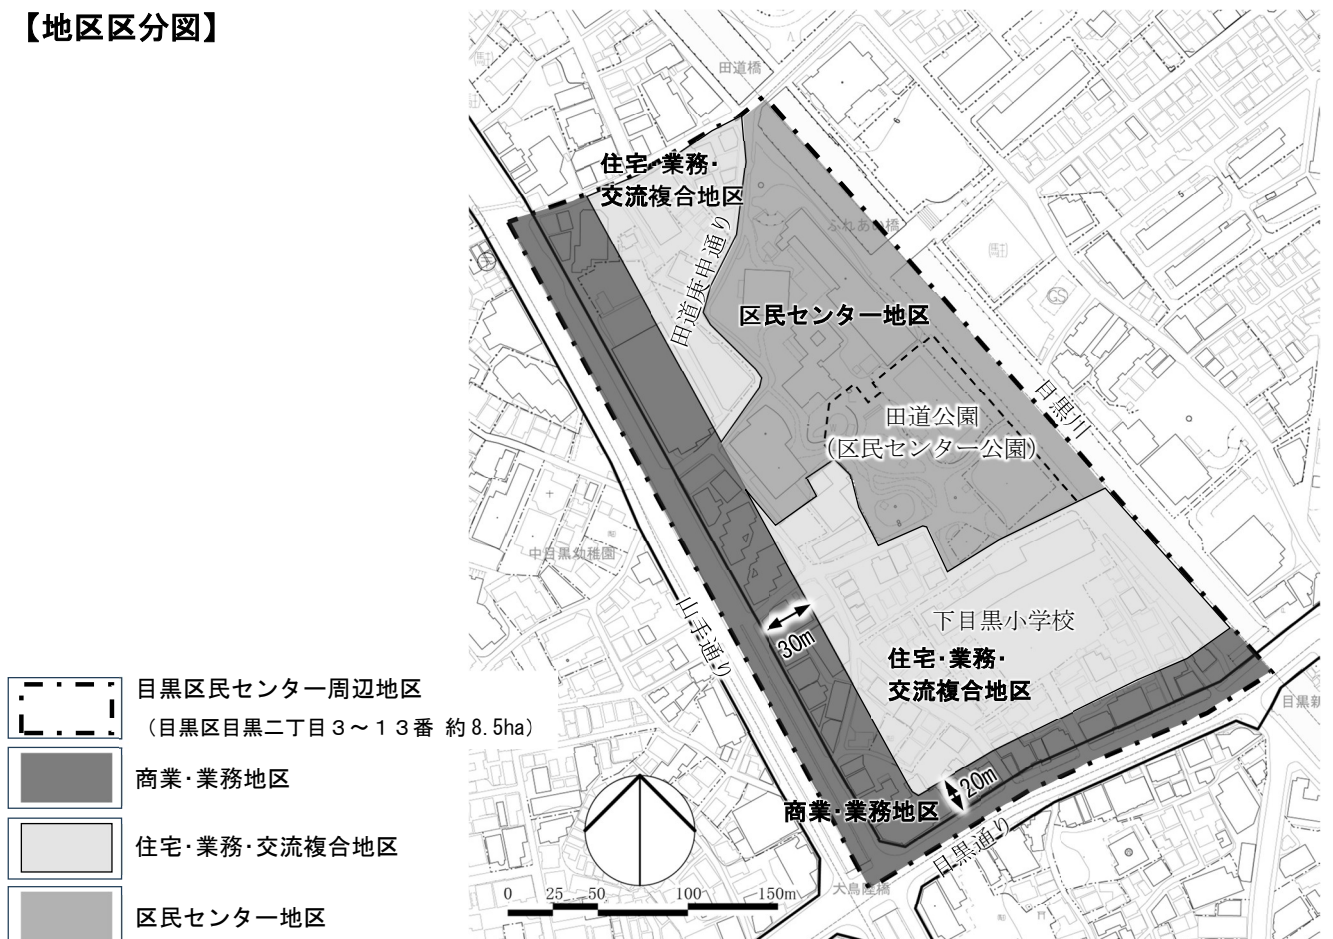 【地区区分図】
田道橋
住宅・業務・
交流複合地区
田道庚申通り
ふれあい橋
区民センター地区
目黒川
田道公園
(区民センター公園)
中目黒幼稚園
山手通り
30m
下目黒小学校
住宅・業務・
交流複合地区
目黒新
20m
商業・業務地区
目黒通り
大鳥陸橋
目黒区民センター周辺地区
(目黒区目黒二丁目3～13番 約8.5ha)
商業・業務地区
住宅・業務・交流複合地区
区民センター地区
0 25 50 100 150m